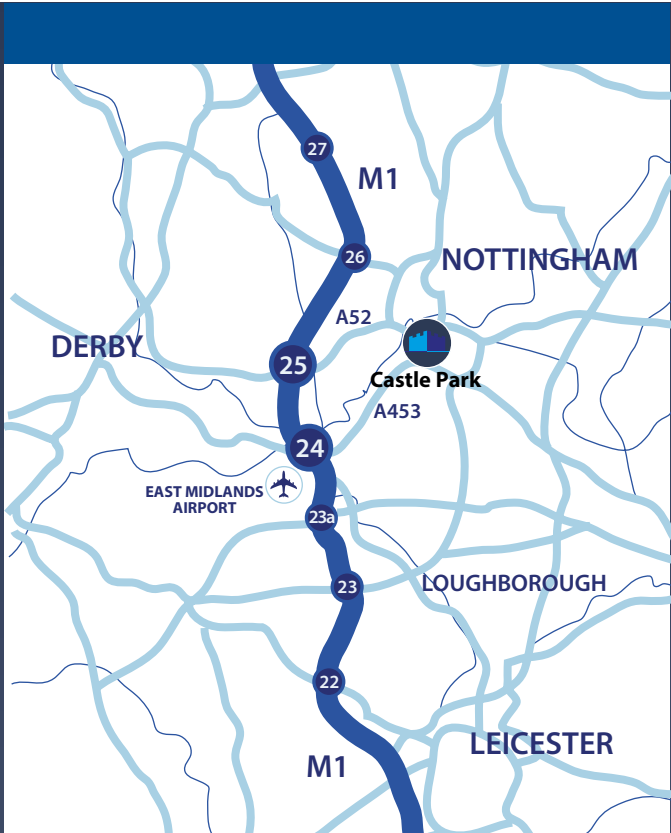 27
M1
26
NOTTINGHAM
A52
DERBY
25
Castle Park
A453
24
EAST MIDLANDS
AIRPORT
23a
23
LOUGHBOROUGH
22
LEICESTER
M1